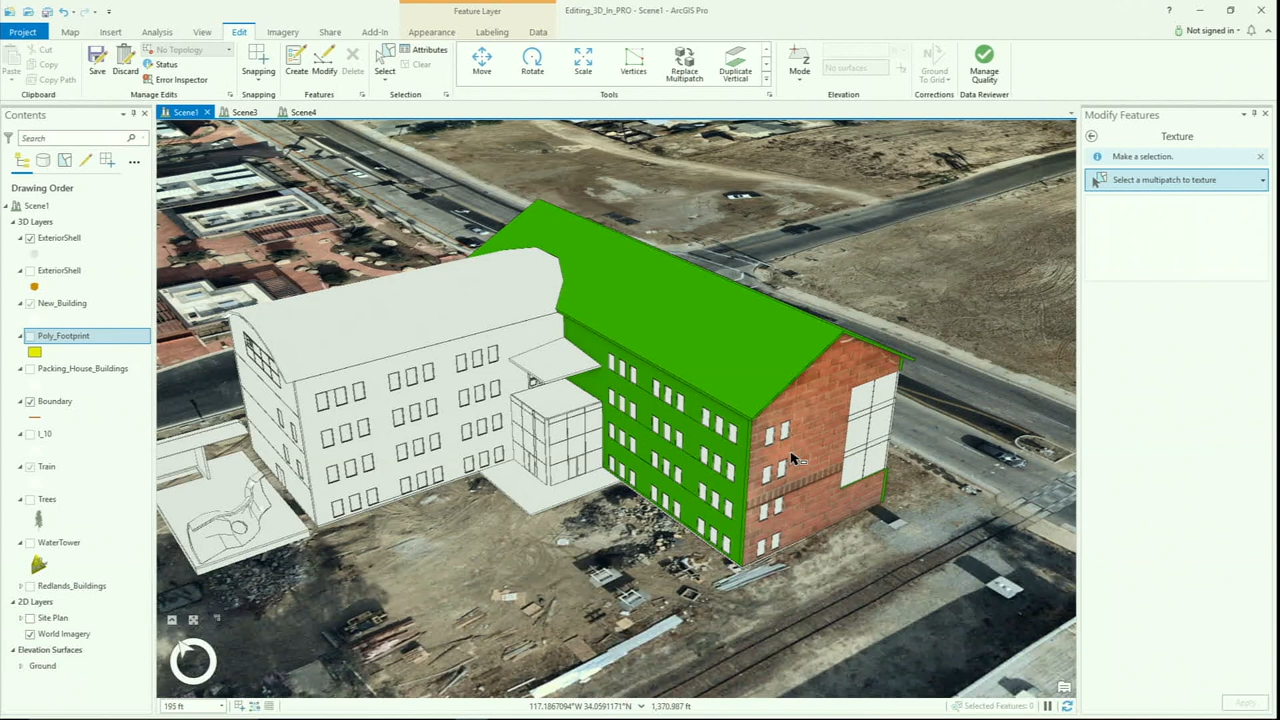 Feature Layer
Editing_3D_In_PRO - Scene1 - ArcGIS Pro
Project
Map
Insert
Analysis
View
Edit
Imagery
Share
Add-In
Appearance
Labeling
Data
Not signed in
Paste
Cut
Copy
Copy Path
Clipboard
Save
Discard
No Topology
Status
Error Inspector
Manage Edits
Snapping
Snapping
Create
Modify
Delete
Features
Select
Attributes
Clear
Selection
Move
Rotate
Scale
Vertices
Replace
Multipatch
Duplicate
Vertical
Tools
Mode
No surfaces
Elevation
Ground
To Grid
Corrections
Manage
Quality
Data Reviewer
Contents
Scene1
Scene3
Scene4
Modify Features
Search
Texture
Make a selection.
Select a multipatch to texture
Drawing Order
Scene1
3D Layers
ExteriorShell
ExteriorShell
New_Building
Poly_Footprint
Packing_House_Buildings
Boundary
I_10
Train
Trees
WaterTower
Redlands_Buildings
2D Layers
Site Plan
World Imagery
Elevation Surfaces
Ground
195 ft
117.1867094°W 34.0591171°N
1,370.987 ft
Selected Features: 0
Apply